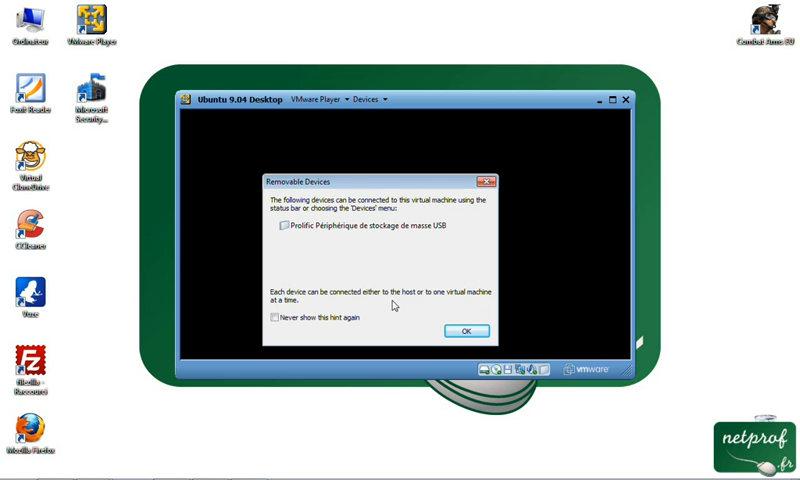 Ordinateur
VMware Player
Combat Arms EU
Foxit Reader
Microsoft
Security...
Virtual
CloneDrive
CCleaner
Vuze
Raccourci
Mozilla Firefox
Ubuntu 9.04 Desktop VMware Player Devices
Removable Devices
The following devices can be connected to this virtual machine using the
status bar or choosing the 'Devices' menu:
Prolific Périphérique de stockage de masse USB
Each device can be connected either to the host or to one virtual machine
at a time.
Never show this hint again
OK
vmware
netprof
.fr